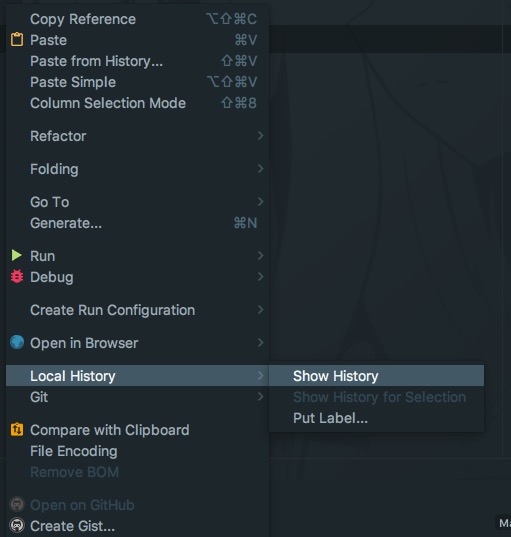 Copy Reference ⌥⇧⌘C
Paste ⌘V
Paste from History... ⇧⌘V
Paste Simple ⌥⇧⌘V
Column Selection Mode ⇧⌘8
Refactor
Folding
Go To
Generate... ⌘N
Run
Debug
Create Run Configuration
Open in Browser
Local History
Show History
Git
Show History for Selection
Put Label...
Compare with Clipboard
File Encoding
Remove BOM
Open on GitHub
Create Gist...